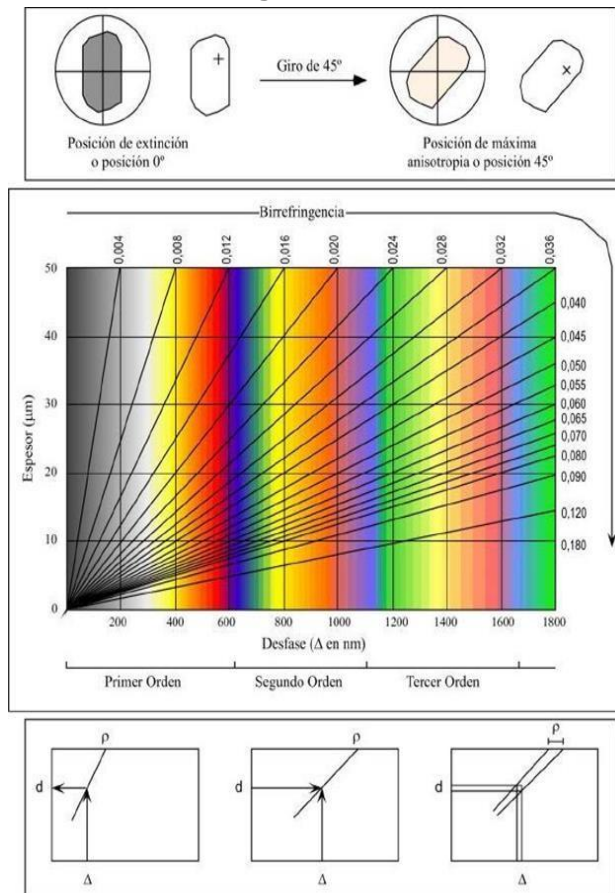 Giro de 45º
Posición de extinción
o posición 0º
Posición de máxima
anisotropia o posición 45º
Birrefringencia
0,004
0,008
0,012
0,016
0,020
0,024
0,028
0,032
0,036
50
40
30
20
10
0
Espesor (μm)
0,040
0,045
0,050
0,055
0,060
0,065
0,070
0,080
0,090
0,120
0,180
200
400
600
800
1000
1200
1400
1600
1800
Desfase (Δ en nm)
Primer Orden
Segundo Orden
Tercer Orden
ρ
d
Δ
ρ
d
Δ
ρ
d
Δ